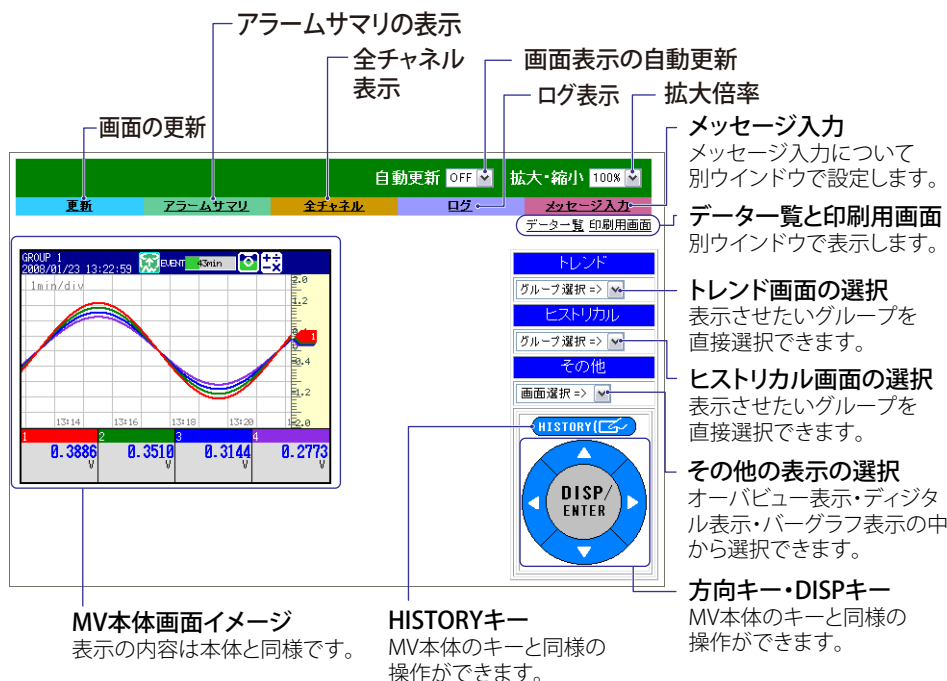 アラームサマリの表示
全チャネル
表示
画面表示の自動更新
ログ表示
拡大倍率
画面の更新
メッセージ入力
メッセージ入力について
別ウインドウで設定します。
自動更新 OFF 拡大・縮小 100%
更新 アラームサマリ 全チャネル ログ メッセージ入力
データ一覧 印刷用画面
データ一覧と印刷用画面
別ウインドウで表示します。
GROUP 1
2008/01/23 13:22:59 EVENT 43min
1min/div
2.0
1.2
0.4
-1.2
-2.0
1
13:14 13:16 13:18 13:20
1 2 3 4
0.3886 0.3510 0.3144 0.2773
V V V V
トレンド
グループ選択 =>
ヒストリカル
グループ選択 =>
その他
画面選択 =>
HISTORY(
DISP/
ENTER
トレンド画面の選択
表示させたいグループを
直接選択できます。
ヒストリカル画面の選択
表示させたいグループを
直接選択できます。
その他の表示の選択
オーバビュー表示・ディジタ
ル表示・バーグラフ表示の中
から選択できます。
方向キー・DISPキー
MV本体のキーと同様の
操作ができます。
MV本体画面イメージ
表示の内容は本体と同様です。
HISTORYキー
MV本体のキーと同様の
操作ができます。